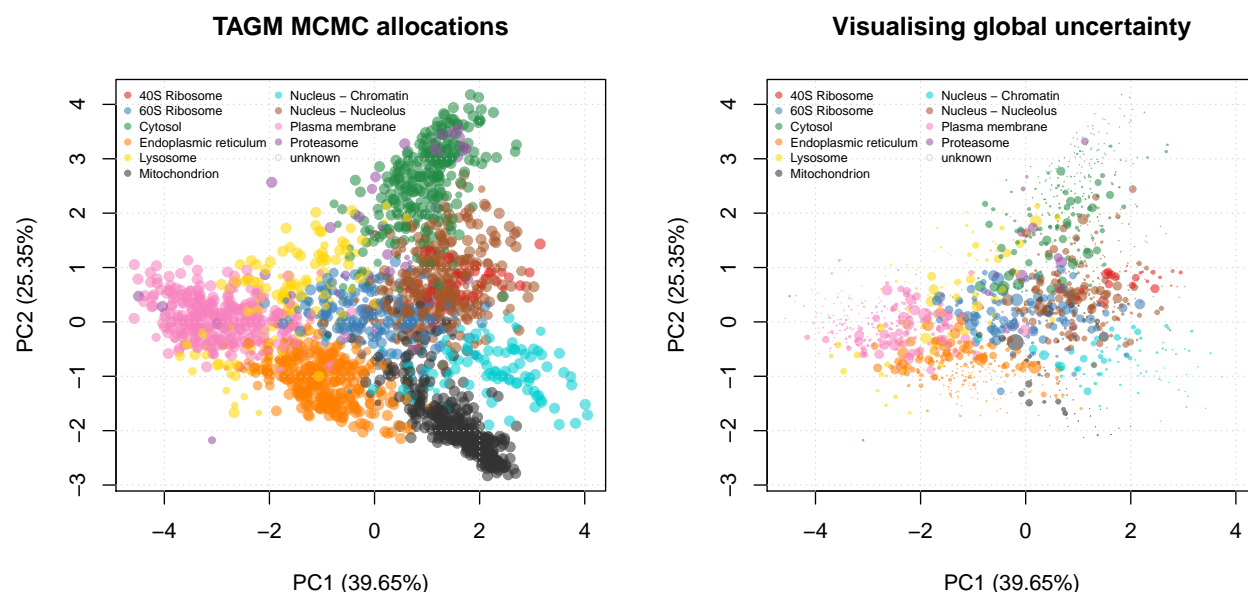 TAGM MCMC allocations
40S Ribosome
60S Ribosome
Cytosol
Endoplasmic reticulum
Lysosome
Mitochondrion
Nucleus − Chromatin
Nucleus − Nucleolus
Plasma membrane
Proteasome
unknown
PC2 (25.35%)
4
3
2
1
0
−1
−2
−3
−4
−2
0
2
4
PC1 (39.65%)
Visualising global uncertainty
40S Ribosome
60S Ribosome
Cytosol
Endoplasmic reticulum
Lysosome
Mitochondrion
Nucleus − Chromatin
Nucleus − Nucleolus
Plasma membrane
Proteasome
unknown
PC2 (25.35%)
4
3
2
1
0
−1
−2
−3
−4
−2
0
2
4
PC1 (39.65%)